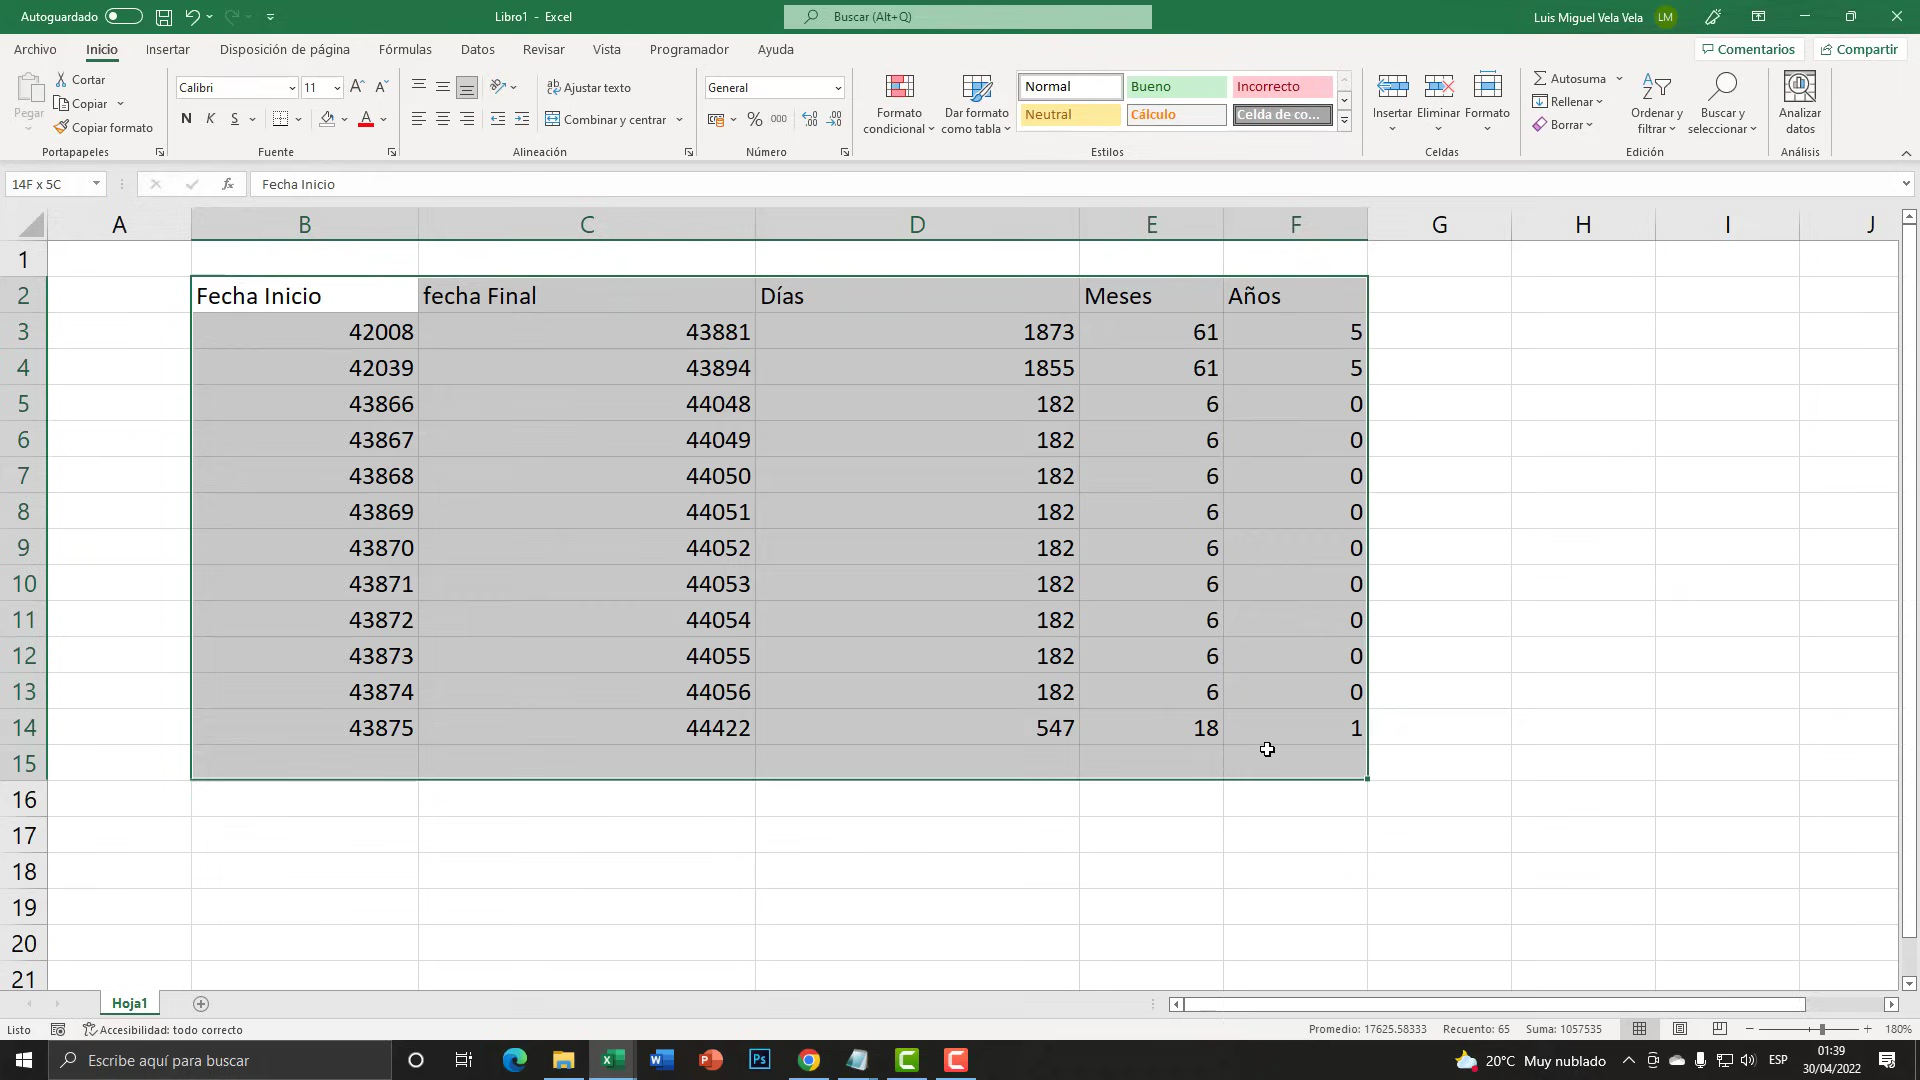 Autoguardado
Libro1 - Excel
Buscar (Alt+Q)
Luis Miguel Vela Vela
LM
Archivo Inicio Insertar Disposición de página Fórmulas Datos Revisar Vista Programador Ayuda
Comentarios
Compartir
Pegar
Cortar
Copiar
Copiar formato
Portapapeles
Calibri 11
N K S
Fuente
Ajustar texto
Combinar y centrar
Alineación
General
% 000
Número
Formato condicional
Dar formato como tabla
Normal Bueno Incorrecto
Neutral Cálculo Celda de co...
Estilos
Insertar Eliminar Formato
Celdas
Autosuma
Rellenar
Borrar
Ordenar y filtrar
Buscar y seleccionar
Edición
Analizar datos
Análisis
14F x 5C
fx
Fecha Inicio
A B C D E F G H I J
1
2 Fecha Inicio fecha Final Días Meses Años
3 42008 43881 1873 61 5
4 42039 43894 1855 61 5
5 43866 44048 182 6 0
6 43867 44049 182 6 0
7 43868 44050 182 6 0
8 43869 44051 182 6 0
9 43870 44052 182 6 0
10 43871 44053 182 6 0
11 43872 44054 182 6 0
12 43873 44055 182 6 0
13 43874 44056 182 6 0
14 43875 44422 547 18 1
15
16
17
18
19
20
21
Hoja1
Listo
Accesibilidad: todo correcto
Promedio: 17625.58333 Recuento: 65 Suma: 1057535
180%
Escribe aquí para buscar
20°C Muy nublado
ESP
01:39
30/04/2022